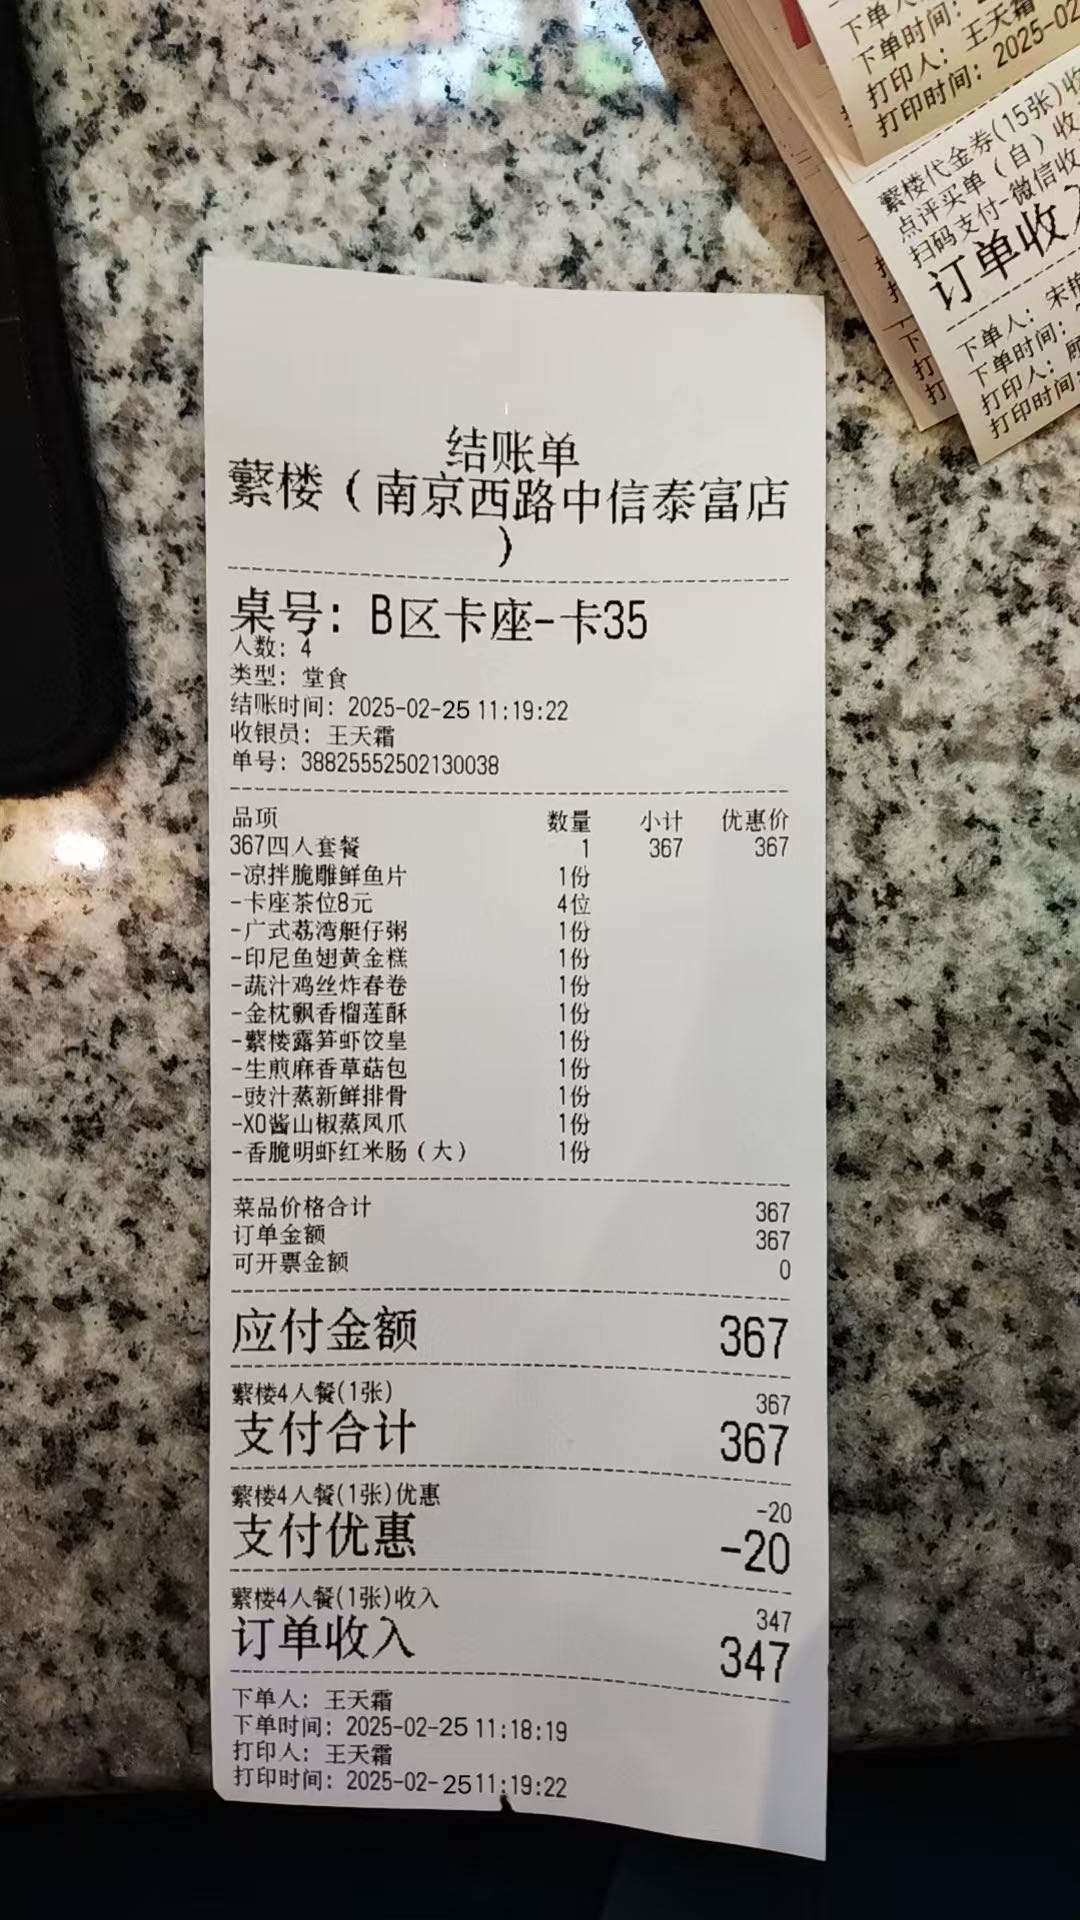 结账单
蘩楼（南京西路中信泰富店
）
桌号：B区卡座-卡35
人数：4
类型：堂食
结账时间：2025-02-25 11:19:22
收银员：王天霜
单号：38825552502130038
品项 数量 小计 优惠价
367四人套餐 1 367 367
-凉拌脆雕鲜鱼片 1份
-卡座茶位8元 4位
-广式荔湾艇仔粥 1份
-印尼鱼翅黄金糕 1份
-蔬汁鸡丝炸春卷 1份
-金枕飘香榴莲酥 1份
-蘩楼露笋虾饺皇 1份
-生煎麻香草菇包 1份
-豉汁蒸新鲜排骨 1份
-XO酱山椒蒸凤爪 1份
-香脆明虾红米肠（大） 1份
菜品价格合计 367
订单金额 367
可开票金额 0
应付金额 367
蘩楼4人餐(1张) 367
支付合计 367
蘩楼4人餐(1张)优惠 -20
支付优惠 -20
蘩楼4人餐(1张)收入 347
订单收入 347
下单人：王天霜
下单时间：2025-02-25 11:18:19
打印人：王天霜
打印时间：2025-02-25 11:19:22
下单人
下单时间：
打印人：王天霜
打印时间：2025-02
蘩楼代金券(15张)收
点评买单（自）收
扫码支付-微信收
订单收入
下单人：宋
下单时间：
打印人：顾
打印时间：